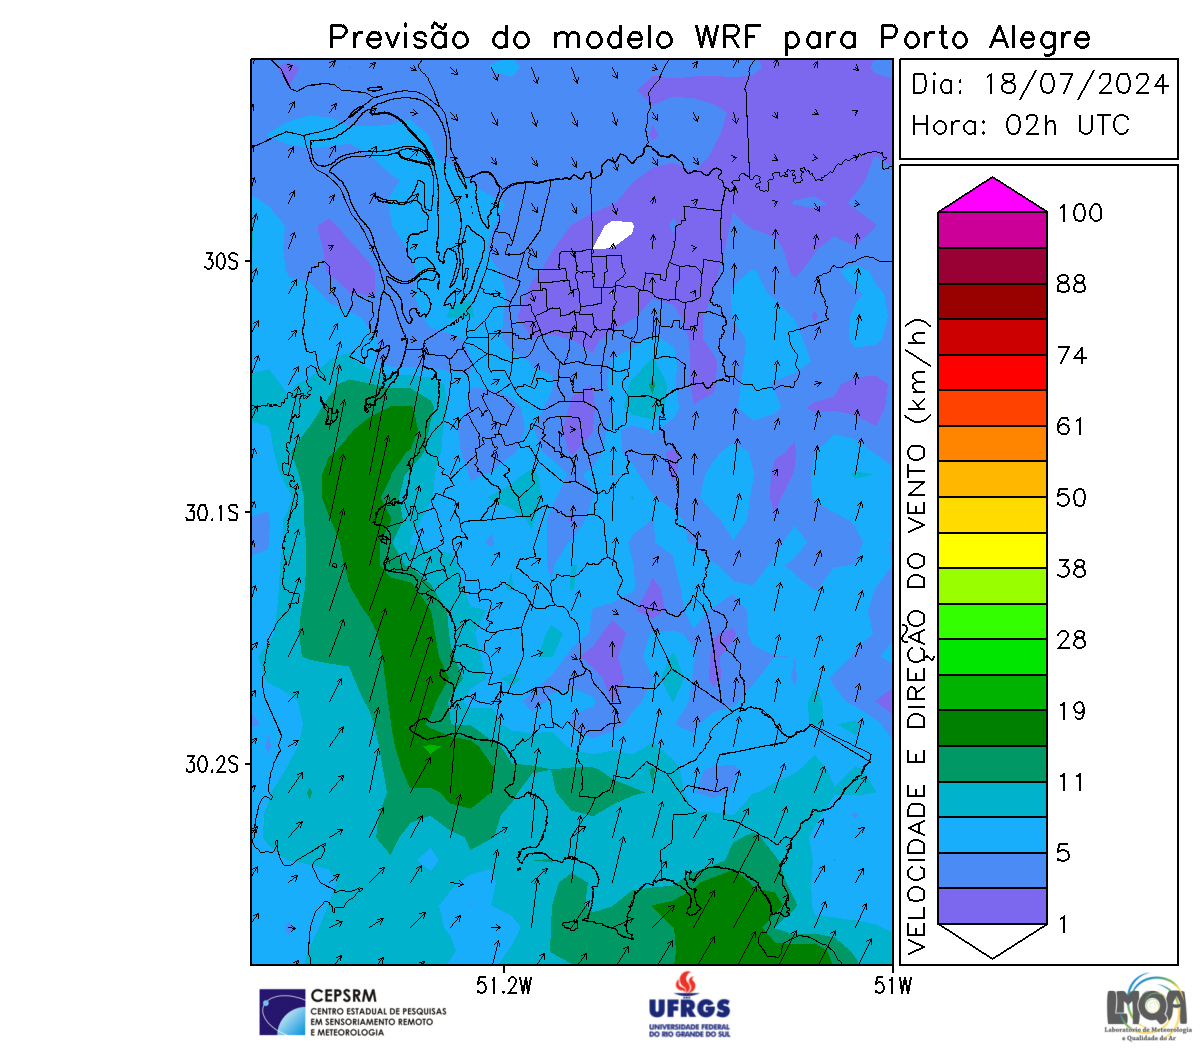 Previsão do modelo WRF para Porto Alegre
Dia: 18/07/2024
Hora: 02h UTC
100
88
74
61
50
38
28
19
11
5
1
VELOCIDADE E DIREÇÃO DO VENTO (km/h)
30S
30.1S
30.2S
51.2W
51W
CEPSRM
CENTRO ESTADUAL DE PESQUISAS
EM SENSORIAMENTO REMOTO
E METEOROLOGIA
UFRGS
UNIVERSIDADE FEDERAL
DO RIO GRANDE DO SUL
LMQA
Laboratório de Meteorologia
e Qualidade do Ar